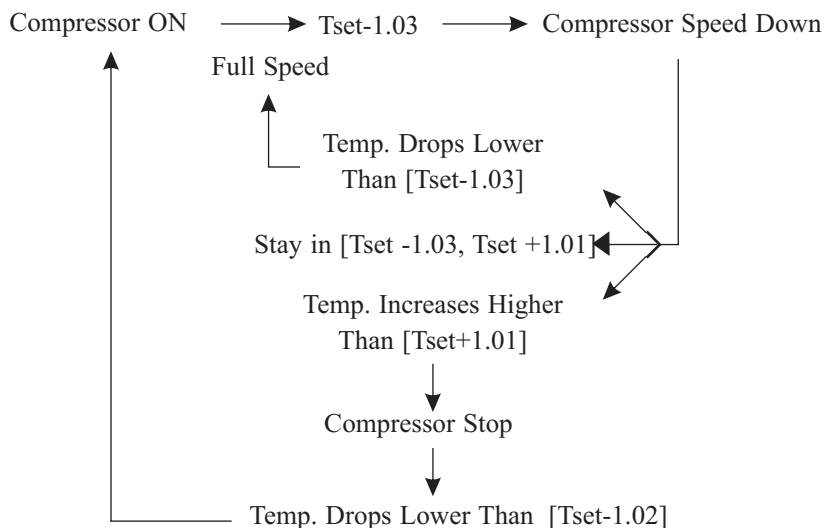 Compressor ON
Tset-1.03
Compressor Speed Down
Full Speed
Temp. Drops Lower
Than [Tset-1.03]
Stay in [Tset -1.03, Tset +1.01]
Temp. Increases Higher
Than [Tset+1.01]
Compressor Stop
Temp. Drops Lower Than [Tset-1.02]